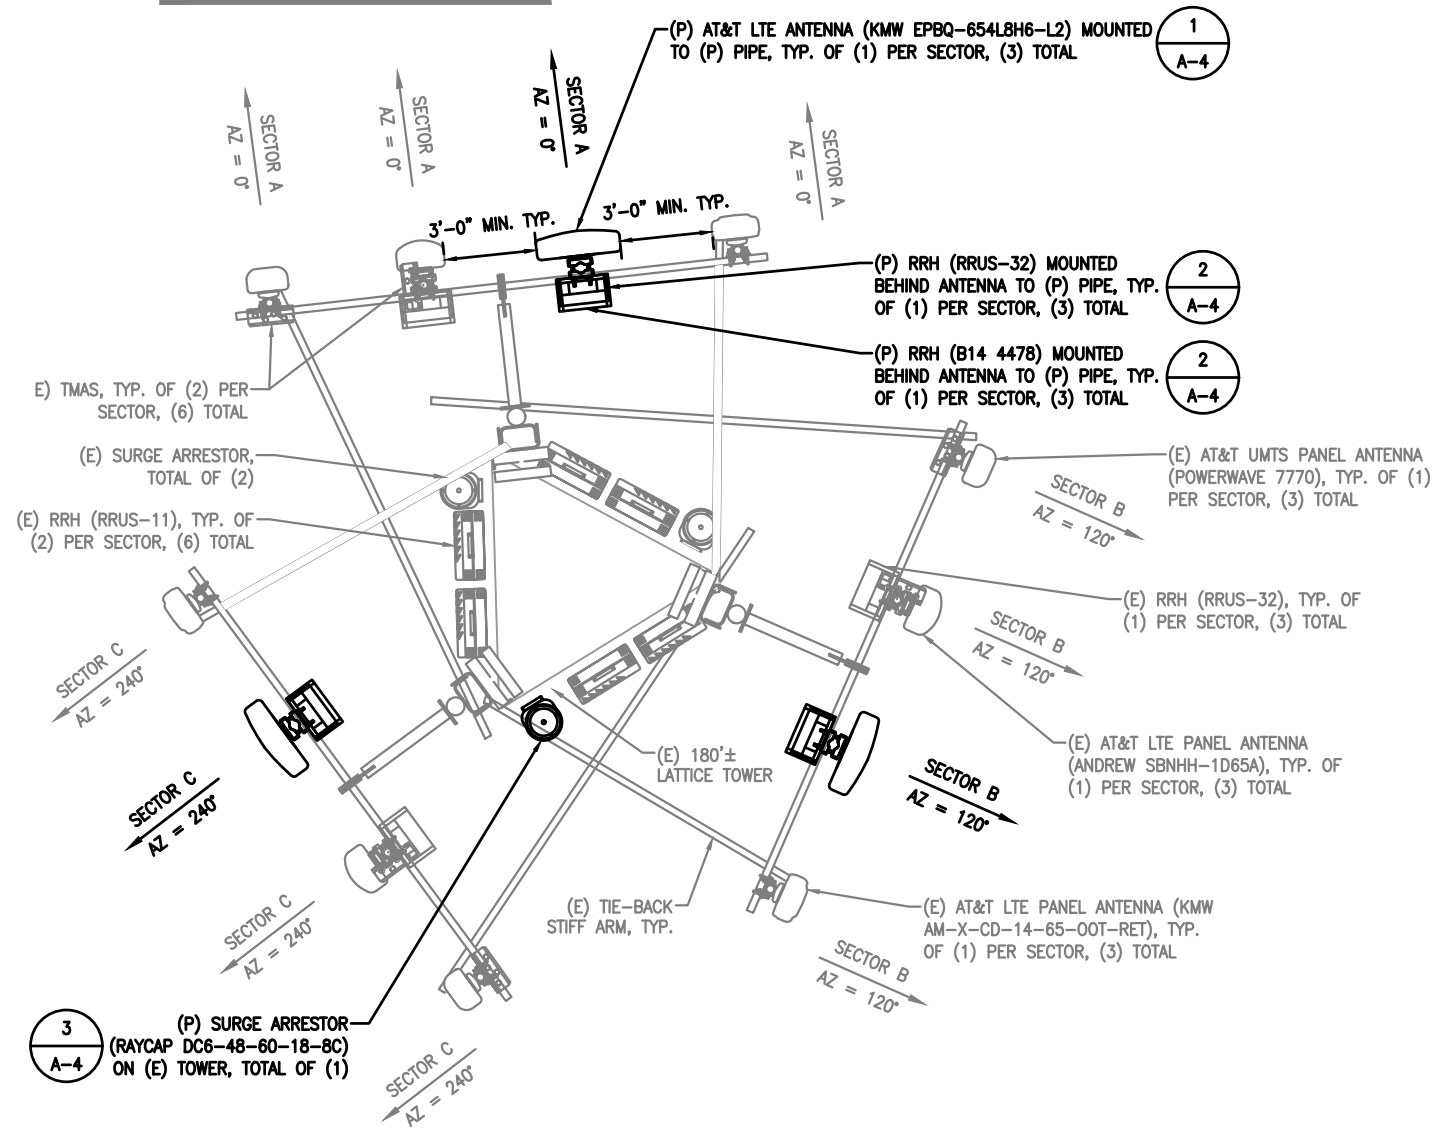 (P) AT&T LTE ANTENNA (KMW EPBQ-654L8H6-L2) MOUNTED
TO (P) PIPE, TYP. OF (1) PER SECTOR, (3) TOTAL
1
A-4
SECTOR A
AZ = 0°
SECTOR A
AZ = 0°
SECTOR A
AZ = 0°
SECTOR A
AZ = 0°
3'-0" MIN. TYP.
3'-0" MIN. TYP.
(P) RRH (RRUS-32) MOUNTED
BEHIND ANTENNA TO (P) PIPE, TYP.
OF (1) PER SECTOR, (3) TOTAL
2
A-4
(P) RRH (B14 4478) MOUNTED
BEHIND ANTENNA TO (P) PIPE, TYP.
OF (1) PER SECTOR, (3) TOTAL
2
A-4
E) TMAS, TYP. OF (2) PER
SECTOR, (6) TOTAL
(E) SURGE ARRESTOR,
TOTAL OF (2)
(E) RRH (RRUS-11), TYP. OF
(2) PER SECTOR, (6) TOTAL
(E) AT&T UMTS PANEL ANTENNA
(POWERWAVE 7770), TYP. OF (1)
PER SECTOR, (3) TOTAL
SECTOR B
AZ = 120°
(E) RRH (RRUS-32), TYP. OF
(1) PER SECTOR, (3) TOTAL
SECTOR B
AZ = 120°
SECTOR C
AZ = 240°
(E) AT&T LTE PANEL ANTENNA
(ANDREW SBNHH-1D65A), TYP. OF
(1) PER SECTOR, (3) TOTAL
(E) 180'±
LATTICE TOWER
SECTOR B
AZ = 120°
SECTOR C
AZ = 240°
(E) TIE-BACK
STIFF ARM, TYP.
(E) AT&T LTE PANEL ANTENNA (KMW
AM-X-CD-14-65-00T-RET), TYP.
OF (1) PER SECTOR, (3) TOTAL
SECTOR C
AZ = 240°
SECTOR B
AZ = 120°
3
A-4
(P) SURGE ARRESTOR
(RAYCAP DC6-48-60-18-8C)
ON (E) TOWER, TOTAL OF (1)
SECTOR C
AZ = 240°